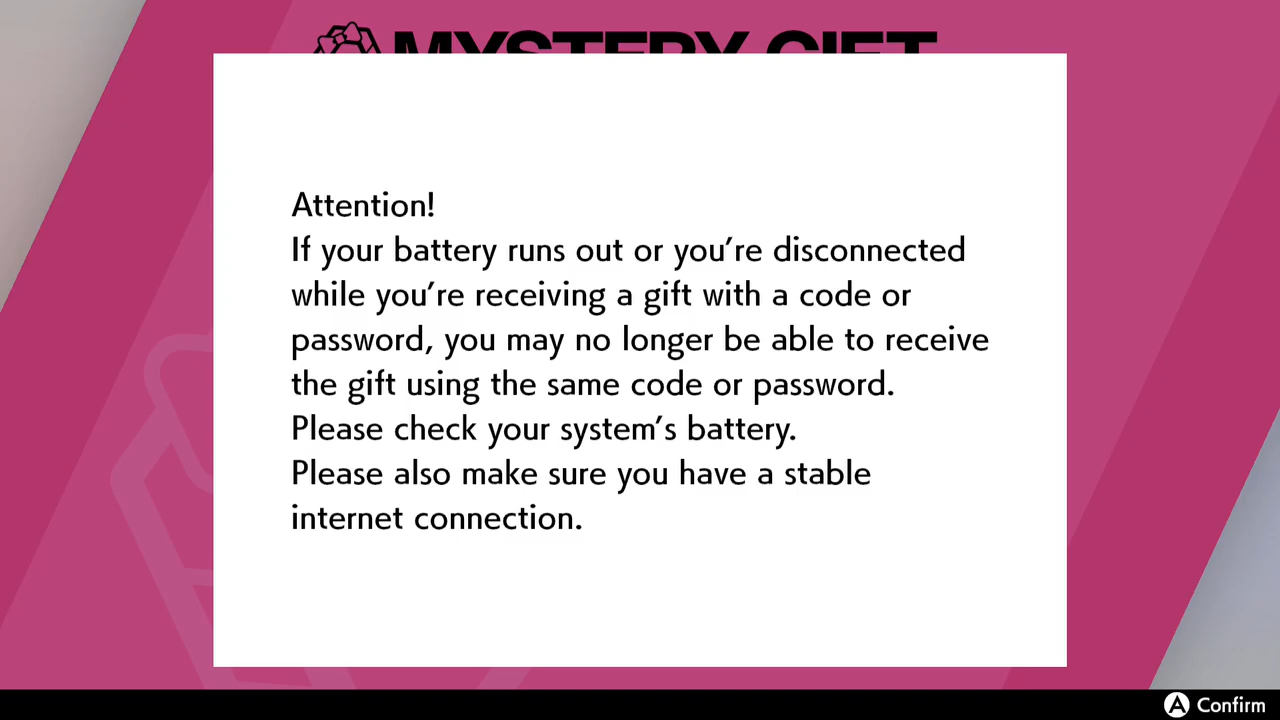 MYSTERY GIFT
Attention!
If your battery runs out or you're disconnected
while you're receiving a gift with a code or
password, you may no longer be able to receive
the gift using the same code or password.
Please check your system's battery.
Please also make sure you have a stable
internet connection.
A Confirm